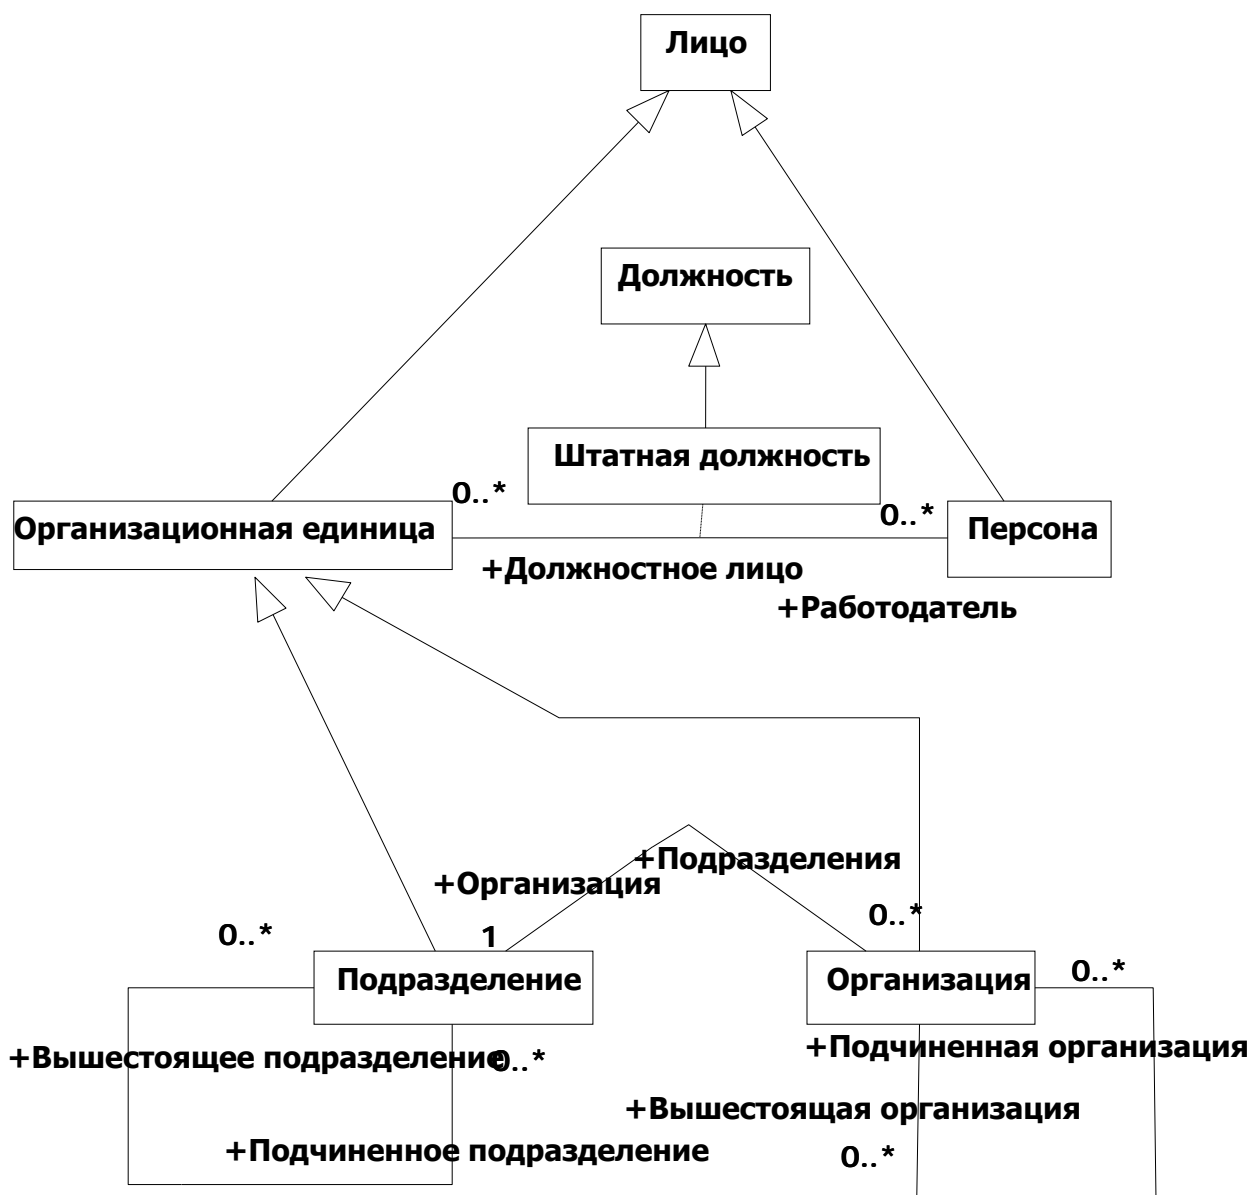 Лицо
Должность
Штатная должность
0..*
0..*
Организационная единица
Персона
+Должностное лицо
+Работодатель
+Подразделения
+Организация
0..*
0..*
1
Подразделение
Организация
0..*
+Вышестоящее подразделение
0..*
+Подчиненная организация
+Вышестоящая организация
+Подчиненное подразделение
0..*